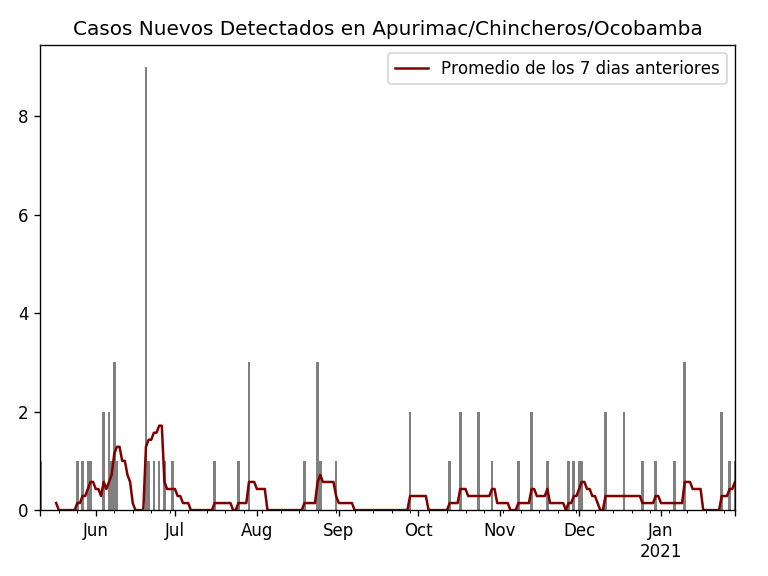 Casos Nuevos Detectados en Apurimac/Chincheros/Ocobamba
Promedio de los 7 dias anteriores
8
6
4
2
0
Jun Jul Aug Sep Oct Nov Dec Jan
2021